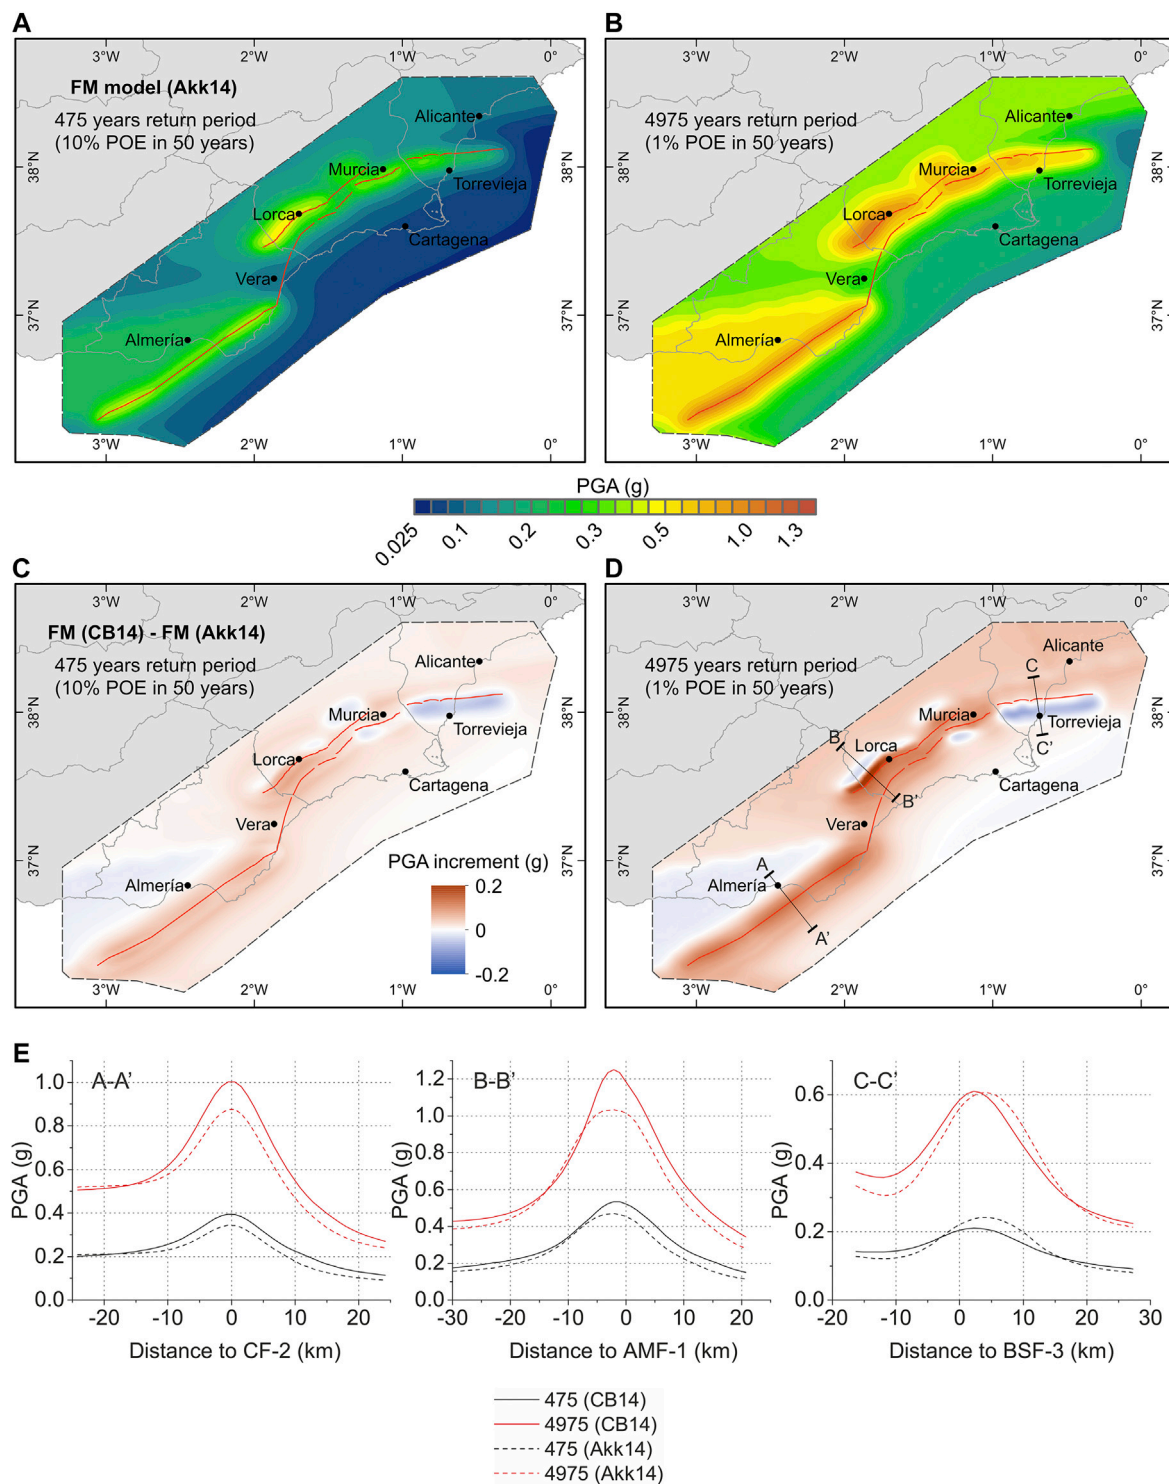 A
B
3°W
2°W
1°W
0°
3°W
2°W
1°W
0°
FM model (Akk14)
475 years return period
(10% POE in 50 years)
4975 years return period
(1% POE in 50 years)
Alicante
Murcia
Torrevieja
Lorca
Cartagena
Vera
Almería
38°N
37°N
3°W
2°W
1°W
0°
Alicante
Murcia
Torrevieja
Lorca
Cartagena
Vera
Almería
38°N
37°N
3°W
2°W
1°W
0°
PGA (g)
0.025
0.1
0.2
0.3
0.5
1.0
1.3
C
D
3°W
2°W
1°W
0°
3°W
2°W
1°W
0°
FM (CB14) - FM (Akk14)
475 years return period
(10% POE in 50 years)
4975 years return period
(1% POE in 50 years)
Alicante
Murcia
Torrevieja
Lorca
Cartagena
Vera
Almería
38°N
37°N
PGA increment (g)
0.2
0
-0.2
3°W
2°W
1°W
0°
Alicante
C
Murcia
Torrevieja
C'
B
Lorca
Cartagena
B'
Vera
A
Almería
A'
38°N
37°N
3°W
2°W
1°W
0°
E
A-A'
PGA (g)
1.0
0.8
0.6
0.4
0.2
0.0
-20
-10
0
10
20
Distance to CF-2 (km)
B-B'
PGA (g)
1.2
1.0
0.8
0.6
0.4
0.2
0.0
-30
-20
-10
0
10
20
Distance to AMF-1 (km)
C-C'
PGA (g)
0.6
0.4
0.2
0.0
-20
-10
0
10
20
30
Distance to BSF-3 (km)
475 (CB14)
4975 (CB14)
475 (Akk14)
4975 (Akk14)